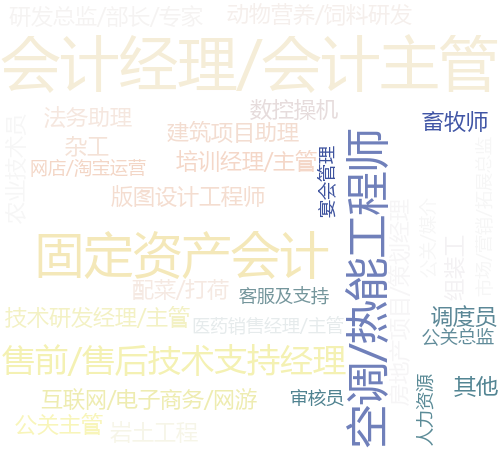 研发总监/部长/专家
动物营养/饲料研发
会计经理/会计主管
法务助理
数控操机
畜牧师
农业技术员
杂工
建筑项目助理
网店/淘宝运营
培训经理/主管
宴会管理
版图设计工程师
空调/热能工程师
房地产项目/策划经理
公关/媒介
组装工
市场/营销/拓展总监
固定资产会计
配菜/打荷
客服及支持
技术研发经理/主管
医药销售经理/主管
调度员
公关总监
售前/售后技术支持经理
互联网/电子商务/网游
审核员
人力资源
其他
公关主管
岩土工程